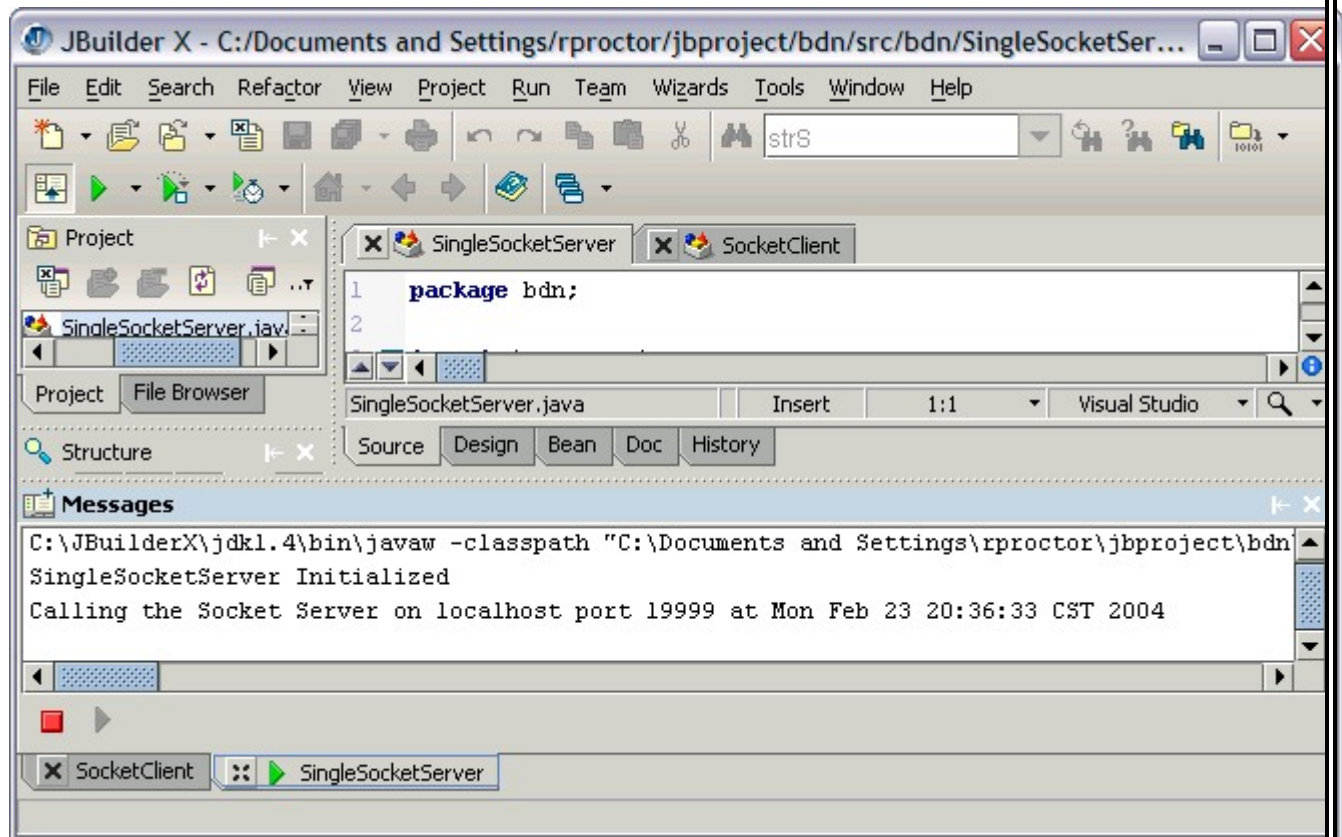 JBuilder X - C:/Documents and Settings/rproctor/jbproject/bdn/src/bdn/SingleSocketSer...
File Edit Search Refactor View Project Run Team Wizards Tools Window Help
strS
Project
SingleSocketServer
SocketClient
1 package bdn;
2
SingleSocketServer.java
Project File Browser
SingleSocketServer.java Insert 1:1 Visual Studio
Structure
Source Design Bean Doc History
Messages
C:\JBuilderX\jdk1.4\bin\javaw -classpath "C:\Documents and Settings\rproctor\jbproject\bdn
SingleSocketServer Initialized
Calling the Socket Server on localhost port 19999 at Mon Feb 23 20:36:33 CST 2004
SocketClient SingleSocketServer